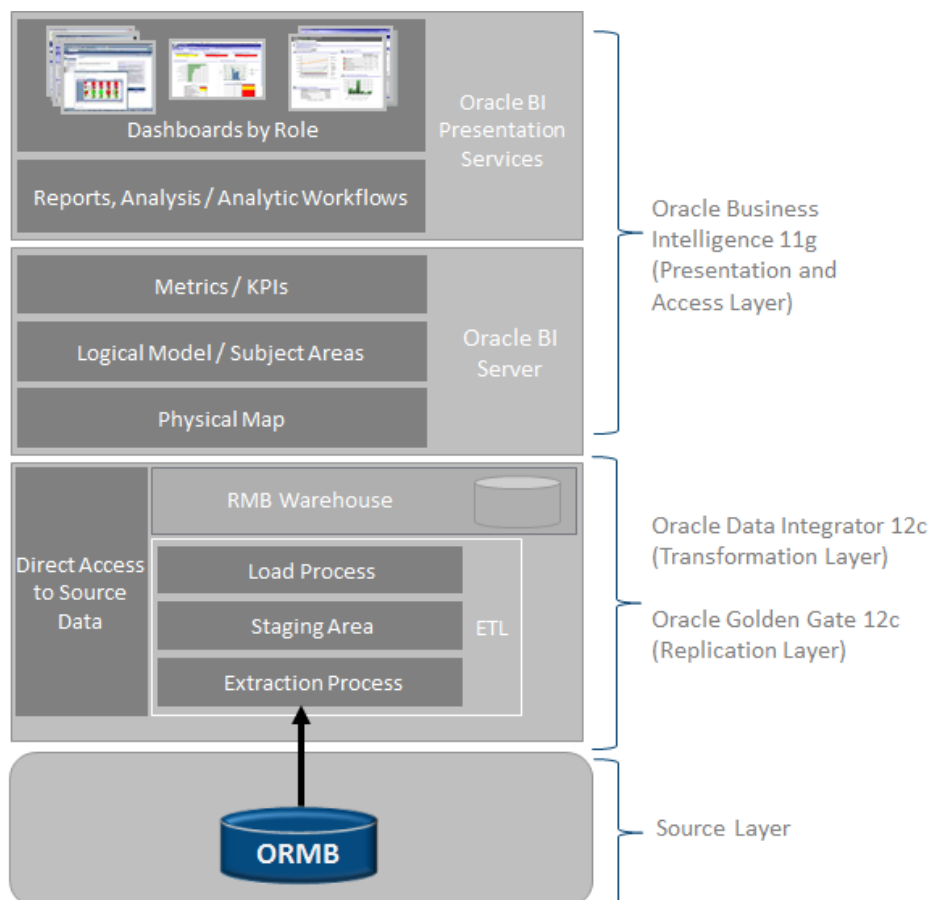 Dashboards by Role
Reports, Analysis / Analytic Workflows
Oracle BI
Presentation
Services
Metrics / KPIs
Logical Model / Subject Areas
Physical Map
Oracle BI
Server
Oracle Business
Intelligence 11g
(Presentation and
Access Layer)
Direct Access
to Source
Data
RMB Warehouse
Load Process
Staging Area
Extraction Process
ETL
Oracle Data Integrator 12c
(Transformation Layer)
Oracle Golden Gate 12c
(Replication Layer)
ORMB
Source Layer